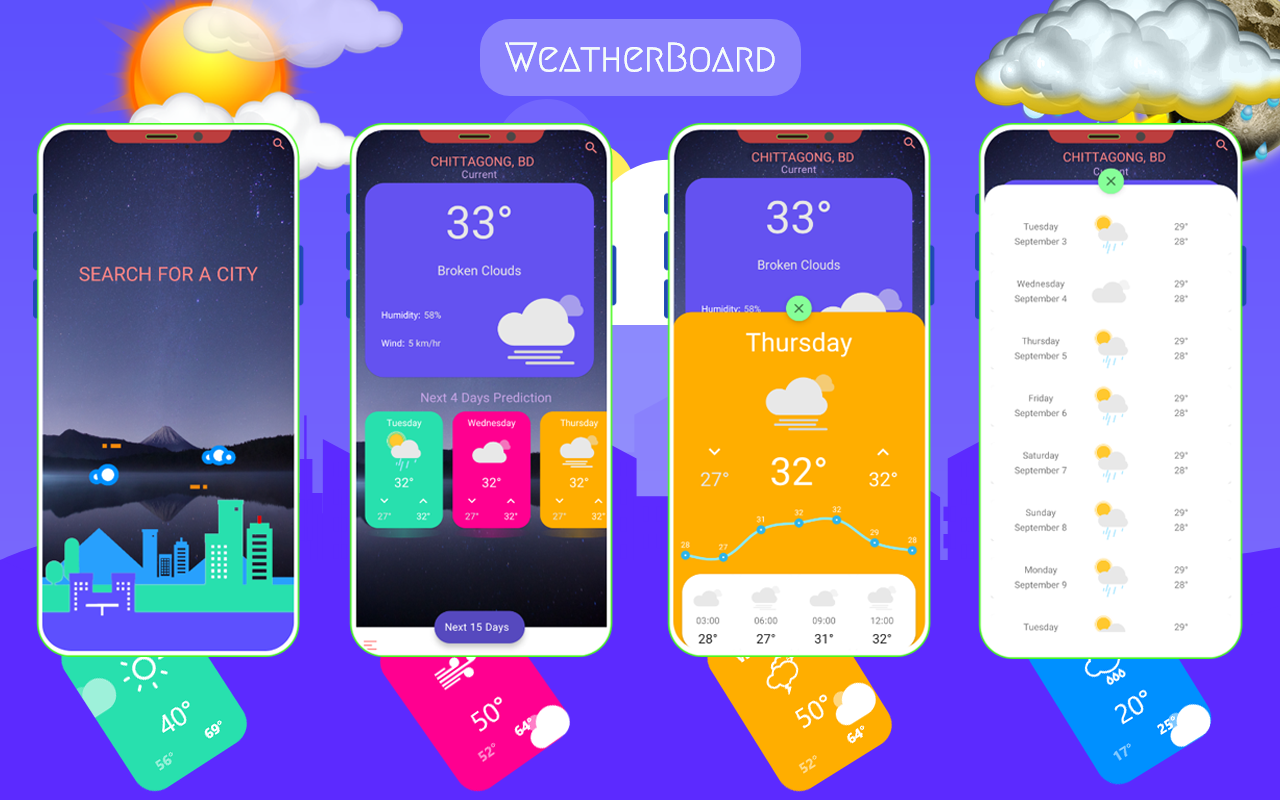 WEATHERBOARD
SEARCH FOR A CITY
CHITTAGONG, BD
Current
33°
Broken Clouds
Humidity: 58%
Wind: 5 km/hr
Next 4 Days Prediction
Tuesday
32°
27° 32°
Wednesday
32°
27° 32°
Thursday
32°
27° 32°
Next 15 Days
CHITTAGONG, BD
Current
33°
Broken Clouds
Humidity: 58%
Thursday
27° 32° 32°
28 27 31 32 32 29 28
03:00 06:00 09:00 12:00
28° 27° 31° 32°
CHITTAGONG, BD
Tuesday 29°
September 3 28°
Wednesday 29°
September 4 28°
Thursday 29°
September 5 28°
Friday 29°
September 6 28°
Saturday 29°
September 7 28°
Sunday 29°
September 8 28°
Monday 29°
September 9 28°
Tuesday 29°
40°
56° 69°
50°
52° 64°
50°
52° 64°
20°
17° 25°